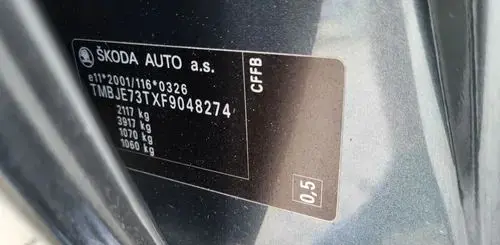 ŠKODA AUTO a.s.
e11*2001/116*0326
TMBJE73TXF9048274
2117 kg
3917 kg
1070 kg
1060 kg
CFFB
0,5